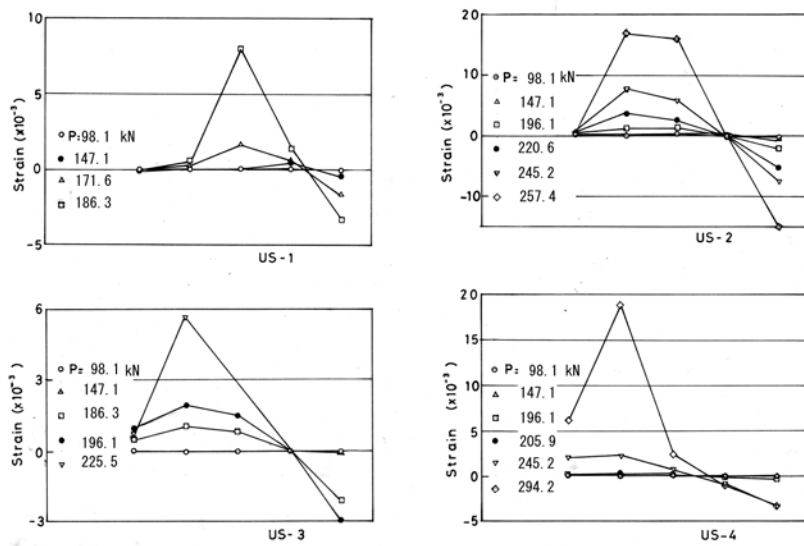 10
5
0
-5
Strain (x10⁻³)
P=98.1 kN
147.1
171.6
186.3
US-1
20
10
0
-10
Strain (x10⁻³)
P= 98.1 kN
147.1
196.1
220.6
245.2
257.4
US-2
6
3
0
-3
Strain (x10⁻³)
P= 98.1 kN
147.1
186.3
196.1
225.5
US-3
20
15
10
5
0
-5
Strain (x10⁻³)
P= 98.1 kN
147.1
196.1
205.9
245.2
294.2
US-4